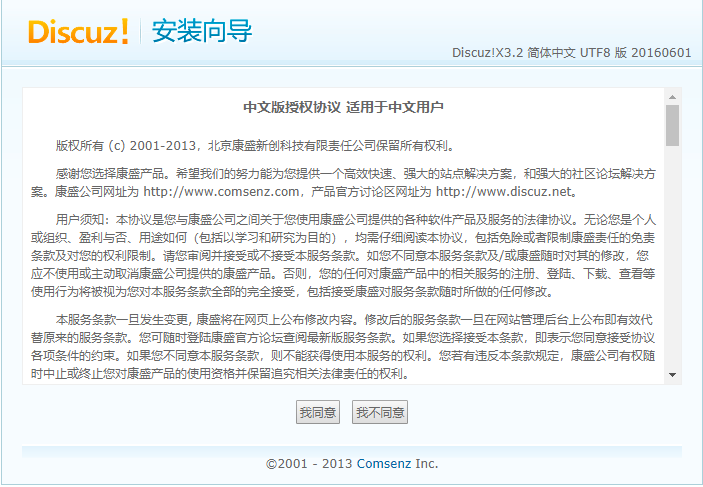 Discuz! 安装向导
Discuz!X3.2 简体中文 UTF8 版 20160601
中文版授权协议 适用于中文用户
版权所有 (c) 2001-2013，北京康盛新创科技有限责任公司保留所有权利。
感谢您选择康盛产品。希望我们的努力能为您提供一个高效快速、强大的站点解决方案，和强大的社区论坛解决方
案。康盛公司网址为 http://www.comsenz.com，产品官方讨论区网址为 http://www.discuz.net。
用户须知：本协议是您与康盛公司之间关于您使用康盛公司提供的各种软件产品及服务的法律协议。无论您是个人
或组织、盈利与否、用途如何（包括以学习和研究为目的），均需仔细阅读本协议，包括免除或者限制康盛责任的免责
条款及对您的权利限制。请您审阅并接受或不接受本服务条款。如您不同意本服务条款及/或康盛随时对其的修改，您
应不使用或主动取消康盛公司提供的康盛产品。否则，您的任何对康盛产品中的相关服务的注册、登陆、下载、查看等
使用行为将被视为您对本服务条款全部的完全接受，包括接受康盛对服务条款随时所做的任何修改。
本服务条款一旦发生变更, 康盛将在网页上公布修改内容。修改后的服务条款一旦在网站管理后台上公布即有效代
替原来的服务条款。您可随时登陆康盛官方论坛查阅最新版服务条款。如果您选择接受本条款，即表示您同意接受协议
各项条件的约束。如果您不同意本服务条款，则不能获得使用本服务的权利。您若有违反本条款规定，康盛公司有权随
时中止或终止您对康盛产品的使用资格并保留追究相关法律责任的权利。
我同意 我不同意
©2001 - 2013 Comsenz Inc.